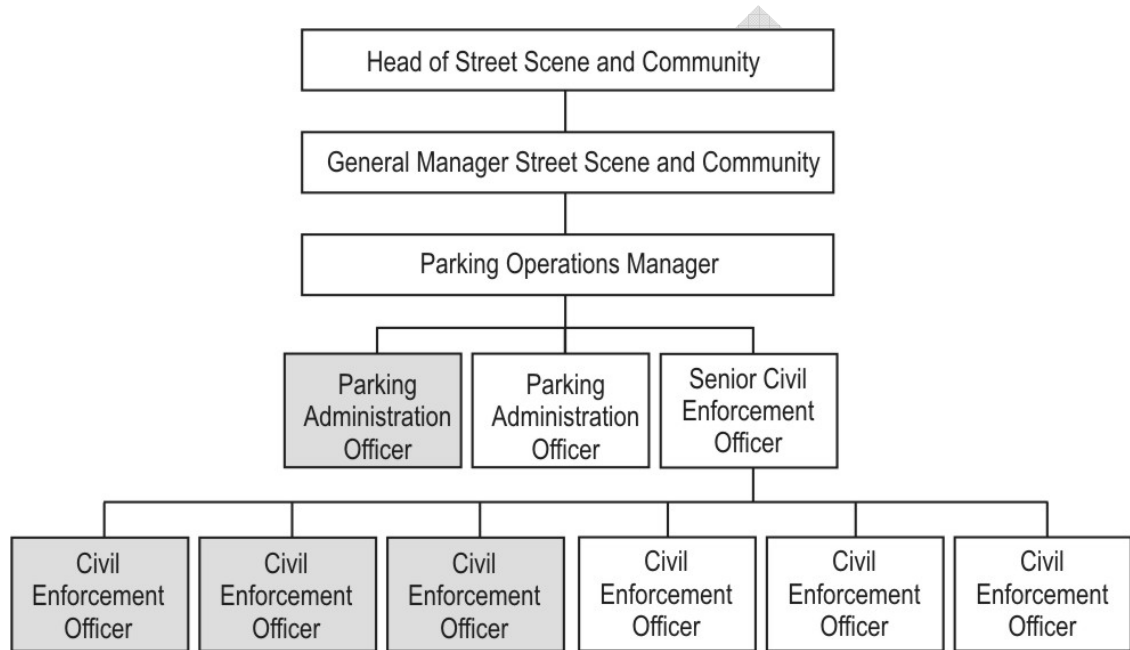 Head of Street Scene and Community
General Manager Street Scene and Community
Parking Operations Manager
Parking
Administration
Officer
Parking
Administration
Officer
Senior Civil
Enforcement
Officer
Civil
Enforcement
Officer
Civil
Enforcement
Officer
Civil
Enforcement
Officer
Civil
Enforcement
Officer
Civil
Enforcement
Officer
Civil
Enforcement
Officer